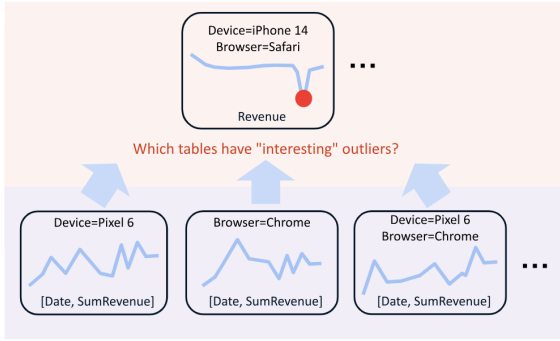 Device=iPhone 14
Browser=Safari
...
Revenue
Which tables have "interesting" outliers?
Device=Pixel 6
[Date, SumRevenue]
Browser=Chrome
[Date, SumRevenue]
Device=Pixel 6
Browser=Chrome
[Date, SumRevenue]
...